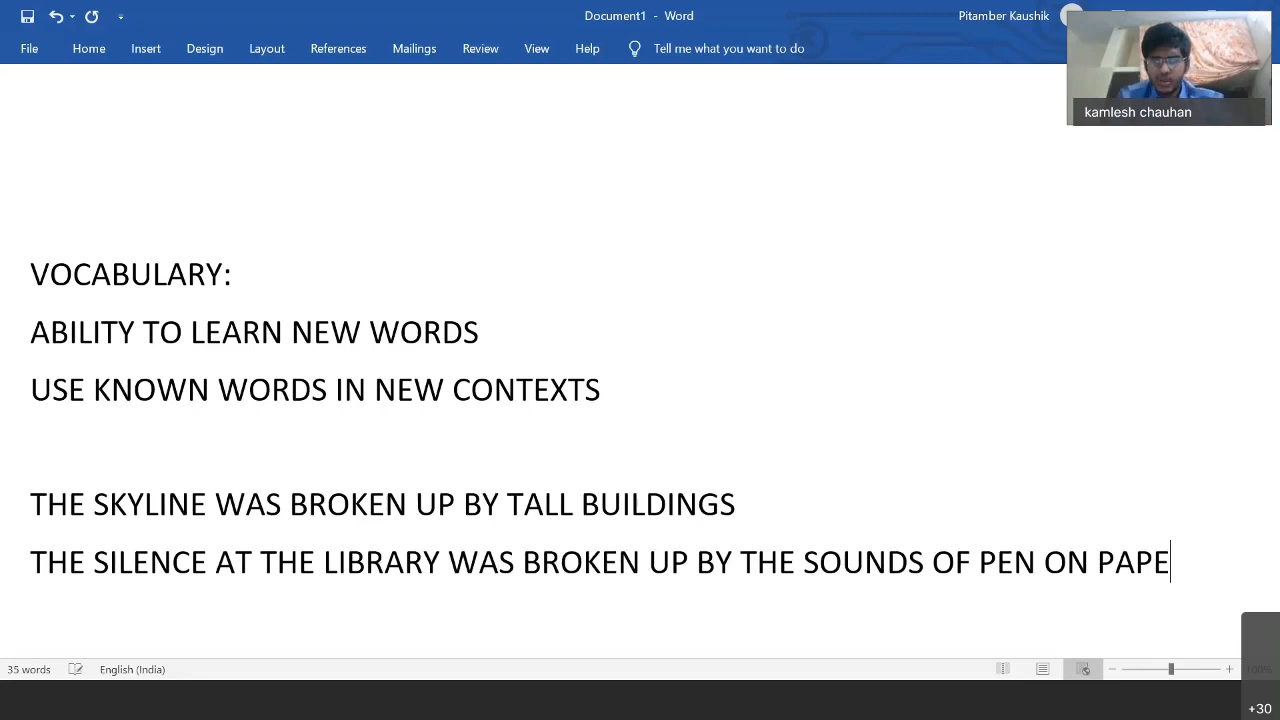 Document1 - Word
Pitamber Kaushik
File Home Insert Design Layout References Mailings Review View Help Tell me what you want to do
kamlesh chauhan
VOCABULARY:
ABILITY TO LEARN NEW WORDS
USE KNOWN WORDS IN NEW CONTEXTS
THE SKYLINE WAS BROKEN UP BY TALL BUILDINGS
THE SILENCE AT THE LIBRARY WAS BROKEN UP BY THE SOUNDS OF PEN ON PAPE
35 words English (India) 100%
+30